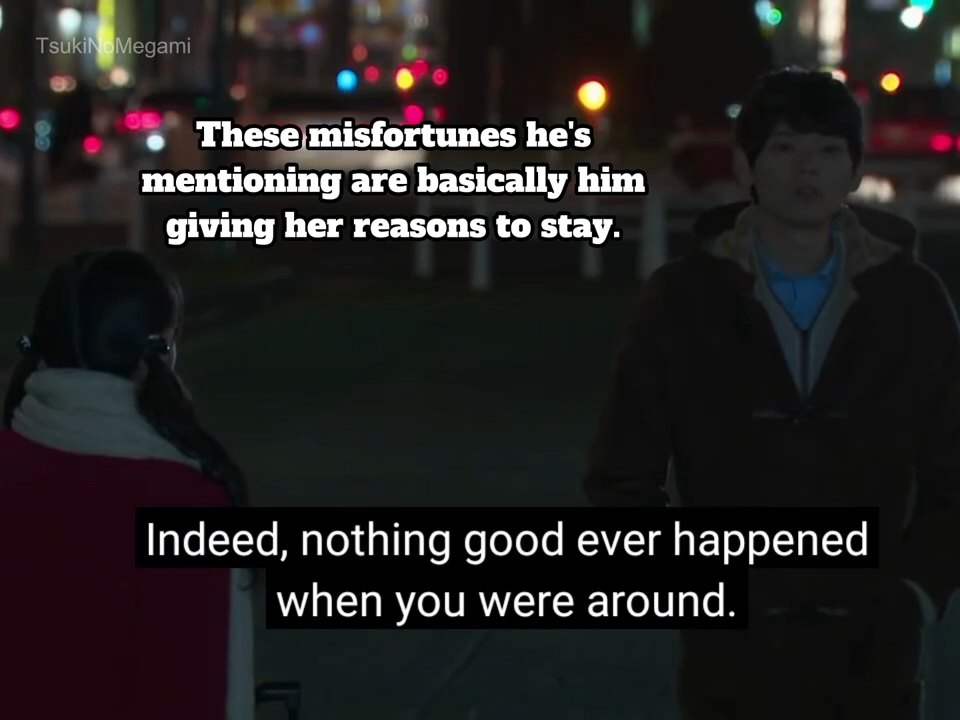 TsukiNoMegami
These misfortunes he's
mentioning are basically him
giving her reasons to stay.
Indeed, nothing good ever happened
when you were around.